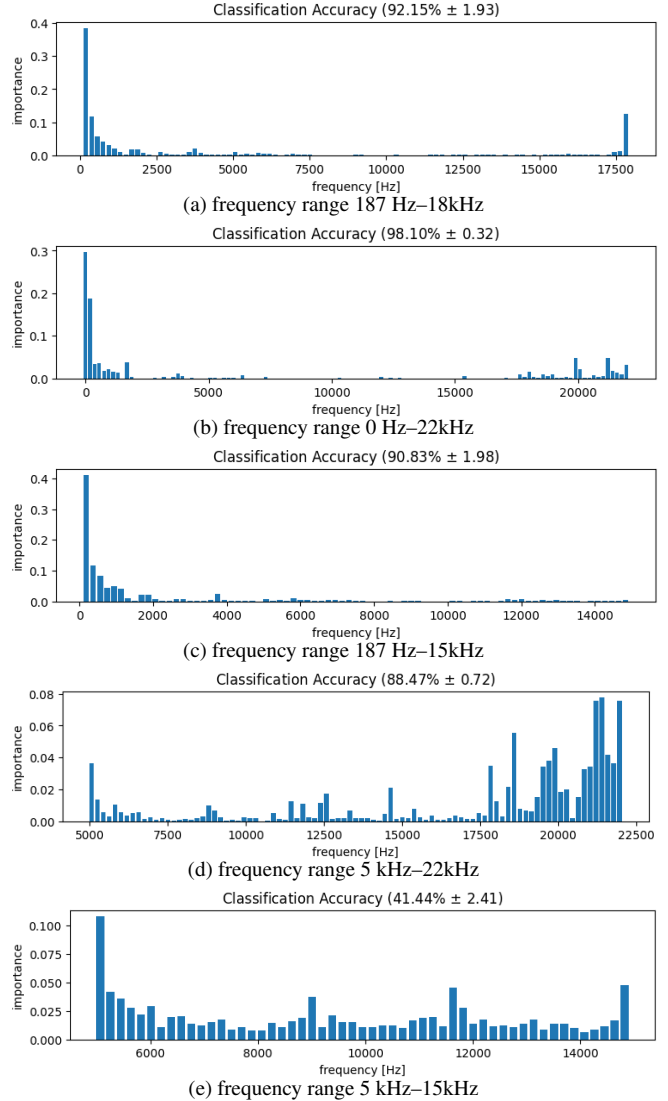 Classification Accuracy (92.15% ± 1.93)
0.4
0.3
0.2
0.1
0.0
importance
0 2500 5000 7500 10000 12500 15000 17500
frequency [Hz]
(a) frequency range 187 Hz–18kHz
Classification Accuracy (98.10% ± 0.32)
0.3
0.2
0.1
0.0
importance
0 5000 10000 15000 20000
frequency [Hz]
(b) frequency range 0 Hz–22kHz
Classification Accuracy (90.83% ± 1.98)
0.4
0.3
0.2
0.1
0.0
importance
0 2000 4000 6000 8000 10000 12000 14000
frequency [Hz]
(c) frequency range 187 Hz–15kHz
Classification Accuracy (88.47% ± 0.72)
0.08
0.06
0.04
0.02
0.00
importance
5000 7500 10000 12500 15000 17500 20000 22500
frequency [Hz]
(d) frequency range 5 kHz–22kHz
Classification Accuracy (41.44% ± 2.41)
0.100
0.075
0.050
0.025
0.000
importance
6000 8000 10000 12000 14000
frequency [Hz]
(e) frequency range 5 kHz–15kHz